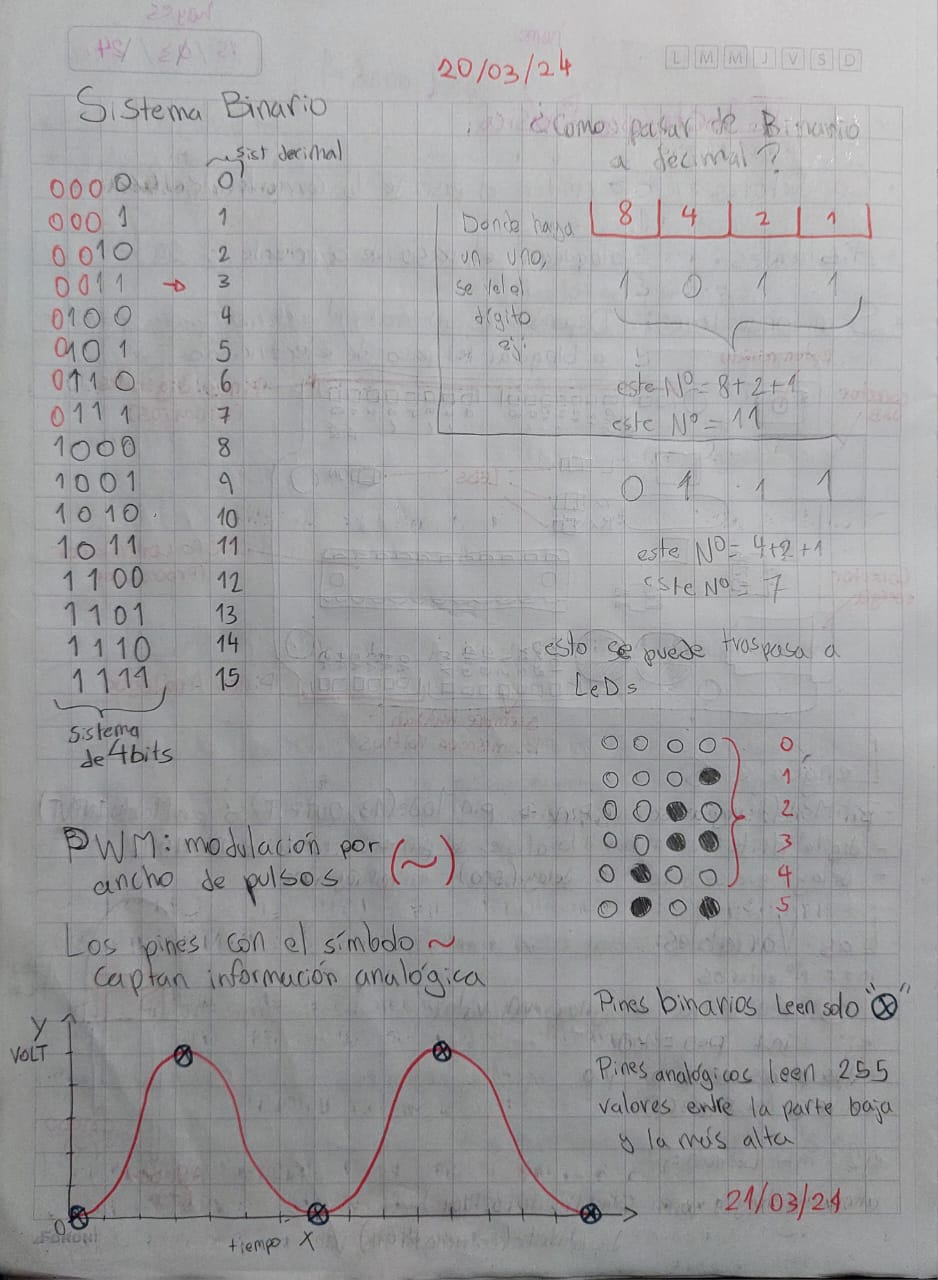 20/03/24
L M M J V S D
Sistema Binario
sist decimal
0000 0
0001 1
0010 2
0011 → 3
0100 4
0101 5
0110 6
0111 7
1000 8
1001 9
1010 10
1011 11
1100 12
1101 13
1110 14
1111 15
sistema
de 4bits
¿Como pasar de Binario
a decimal?
Donde haya
un uno,
se
digito
8 4 2 1
1 0 1 1
este Nº = 8+2+1
este Nº = 11
0 1 1 1
este Nº = 4+2+1
este Nº = 7
esto se puede traspasa a
LeDs
0
1
2
3
4
5
PWM: modulación por
ancho de pulsos (~)
Los pines con el símbolo ~
Captan información analógica
Pines binarios Leen solo "⊗"
Pines analógicos leen 255
valores entre la parte baja
y la más alta
Y
VOLT
0
tiempo X
21/03/24